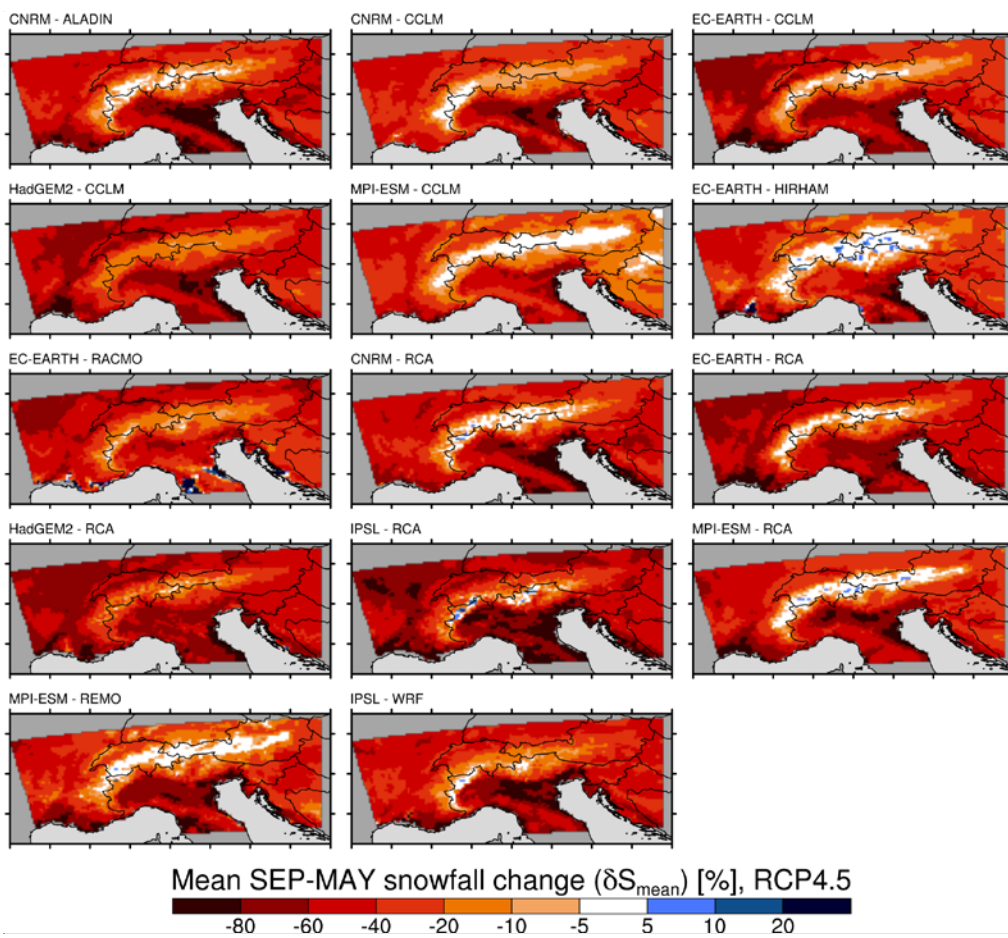 CNRM - ALADIN
CNRM - CCLM
EC-EARTH - CCLM
HadGEM2 - CCLM
MPI-ESM - CCLM
EC-EARTH - HIRHAM
EC-EARTH - RACMO
CNRM - RCA
EC-EARTH - RCA
HadGEM2 - RCA
IPSL - RCA
MPI-ESM - RCA
MPI-ESM - REMO
IPSL - WRF
Mean SEP-MAY snowfall change (δSmean) [%], RCP4.5
-80 -60 -40 -20 -10 -5 5 10 20